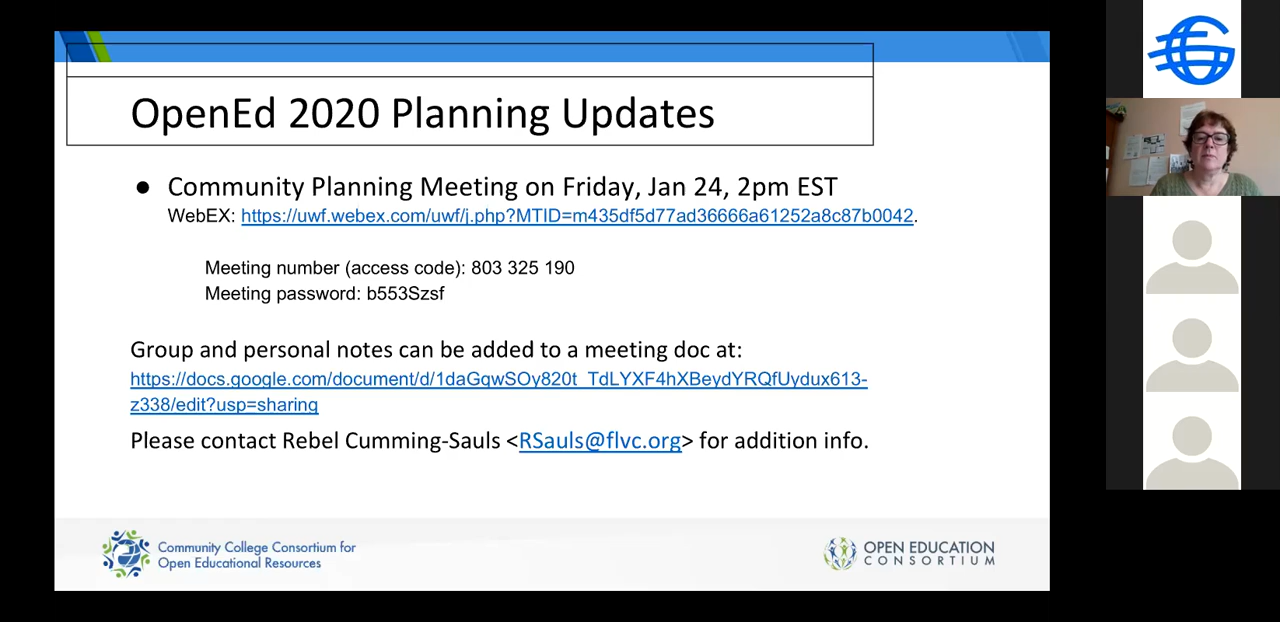 OpenEd 2020 Planning Updates
● Community Planning Meeting on Friday, Jan 24, 2pm EST
WebEX: https://uwf.webex.com/uwf/j.php?MTID=m435df5d77ad36666a61252a8c87b0042.
Meeting number (access code): 803 325 190
Meeting password: b553Szsf
Group and personal notes can be added to a meeting doc at:
https://docs.google.com/document/d/1daGqwSOy820t_TdLYXF4hXBeydYRQfUydux613-
z338/edit?usp=sharing
Please contact Rebel Cumming-Sauls <RSauls@flvc.org> for addition info.
Community College Consortium for
Open Educational Resources
OPEN EDUCATION
CONSORTIUM